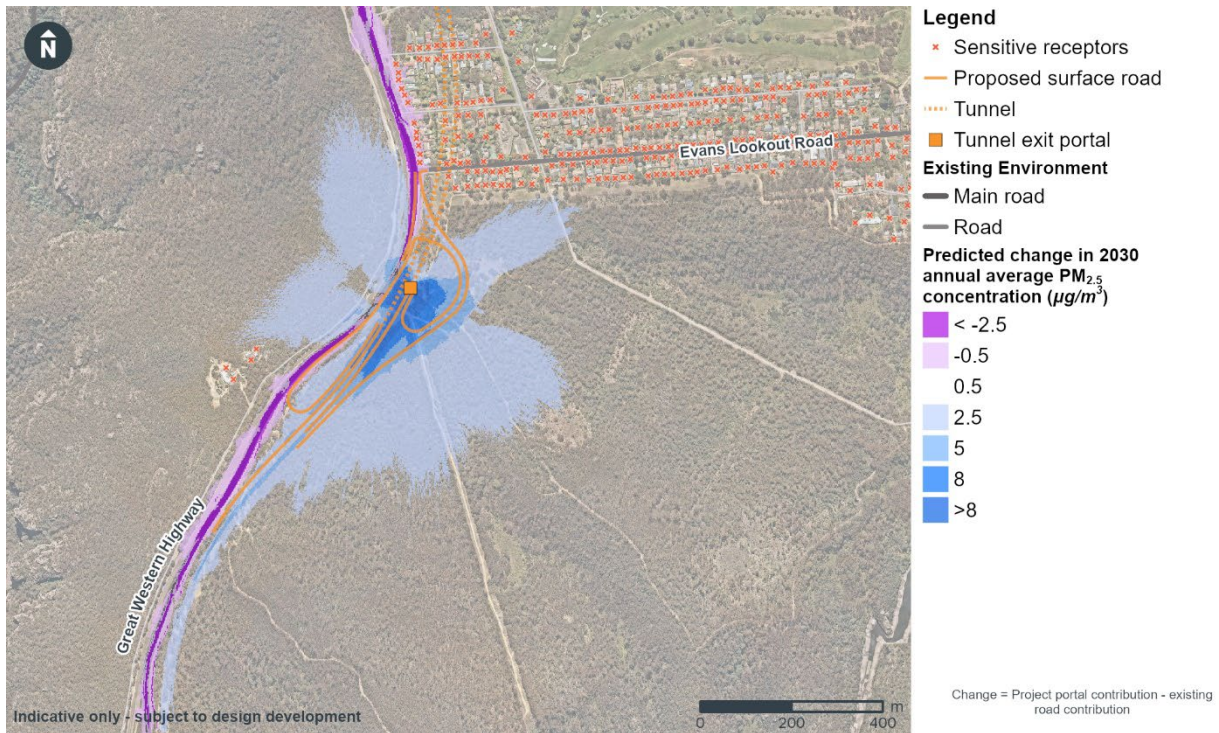 N
Evans Lookout Road
Great Western Highway
Indicative only - subject to design development
m
0 200 400
Legend
Sensitive receptors
Proposed surface road
Tunnel
Tunnel exit portal
Existing Environment
Main road
Road
Predicted change in 2030
annual average PM2.5
concentration (µg/m³)
< -2.5
-0.5
0.5
2.5
5
8
>8
Change = Project portal contribution - existing
road contribution